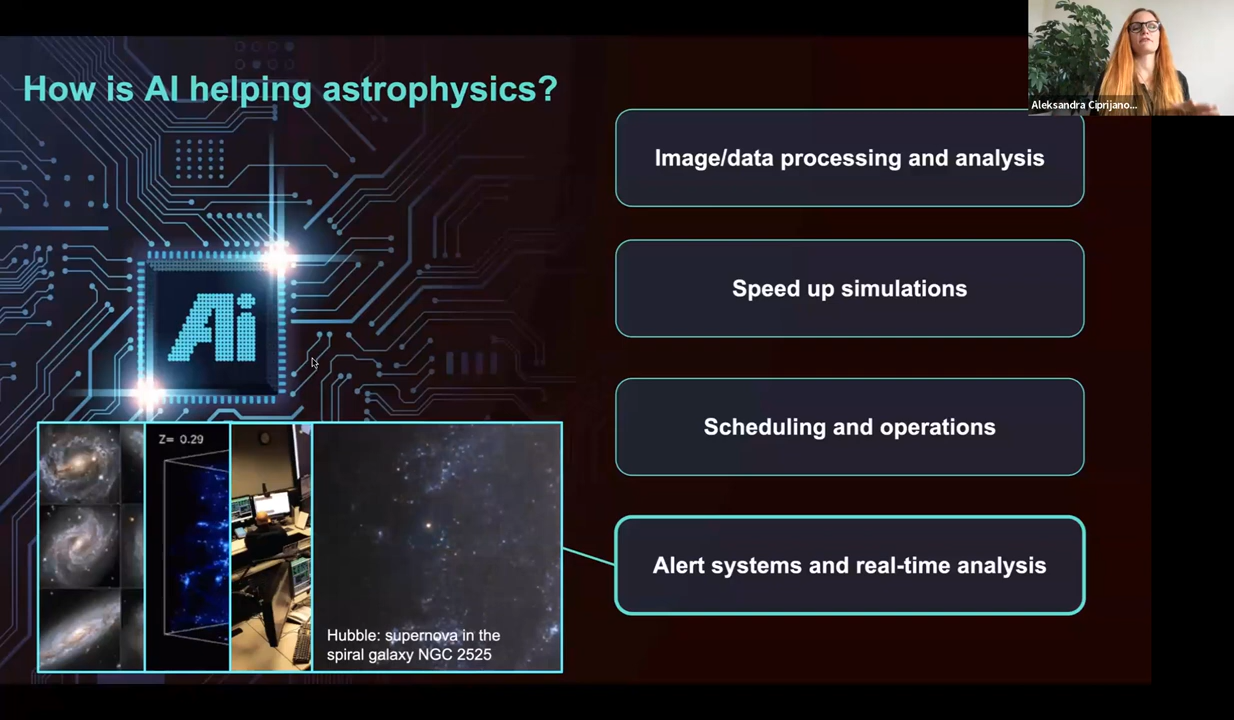 How is AI helping astrophysics?
Aleksandra Ciprijano...
Image/data processing and analysis
Speed up simulations
Ai
Scheduling and operations
Z= 0.29
Alert systems and real-time analysis
Hubble: supernova in the
spiral galaxy NGC 2525